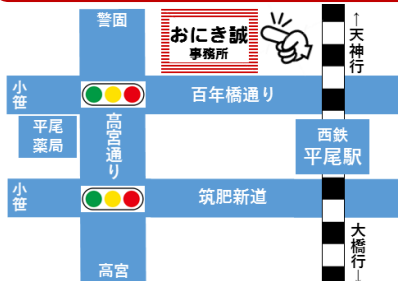 警園
おにき誠
事務所
↑天神行
小笹
百年橋通り
平尾
薬局
高宮通り
西鉄
平尾駅
小笹
筑肥新道
大橋行↓
高宮